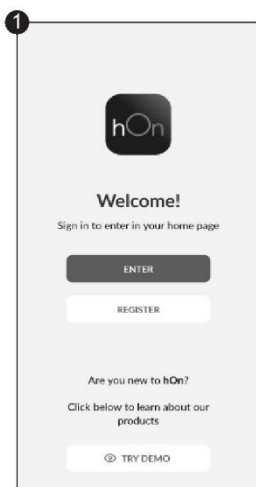 1
hOn
Welcome!
Sign in to enter in your home page
ENTER
REGISTER
Are you new to hOn?
Click below to learn about our
products
TRY DEMO